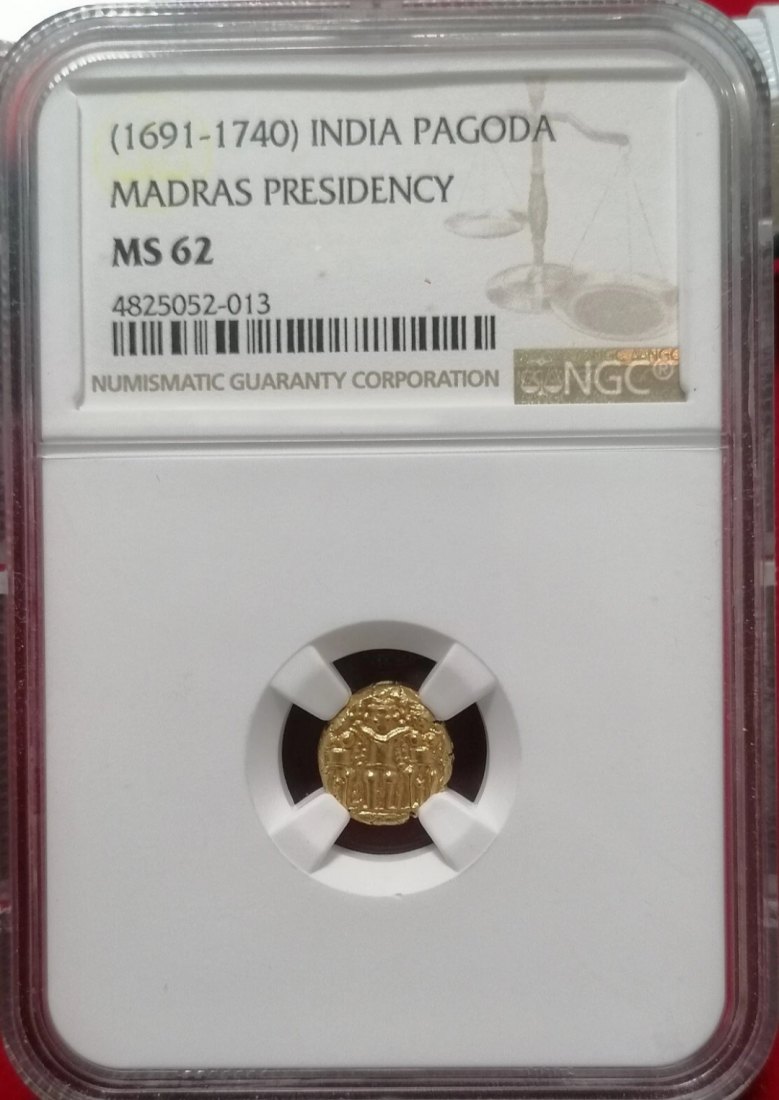 (1691-1740) INDIA PAGODA
MADRAS PRESIDENCY
MS 62
4825052-013
NUMISMATIC GUARANTY CORPORATION
NGC®